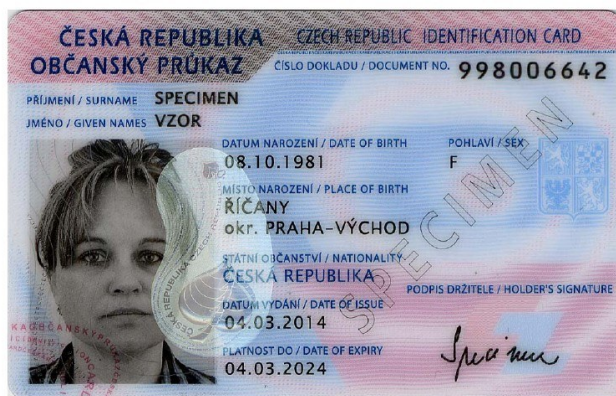 ČESKÁ REPUBLIKA CZECH REPUBLIC IDENTIFICATION CARD
OBČANSKÝ PRŮKAZ ČÍSLO DOKLADU / DOCUMENT NO. 998006642
PŘÍJMENÍ / SURNAME SPECIMEN
JMÉNO / GIVEN NAMES VZOR
DATUM NAROZENÍ / DATE OF BIRTH POHLAVÍ / SEX
08.10.1981 F
MÍSTO NAROZENÍ / PLACE OF BIRTH
ŘÍČANY
okr. PRAHA-VÝCHOD
SPECIMEN
STÁTNÍ OBČANSTVÍ / NATIONALITY
ČESKÁ REPUBLIKA
PODPIS DRŽITELE / HOLDER'S SIGNATURE
DATUM VYDÁNÍ / DATE OF ISSUE
04.03.2014
Specimen
PLATNOST DO / DATE OF EXPIRY
04.03.2024